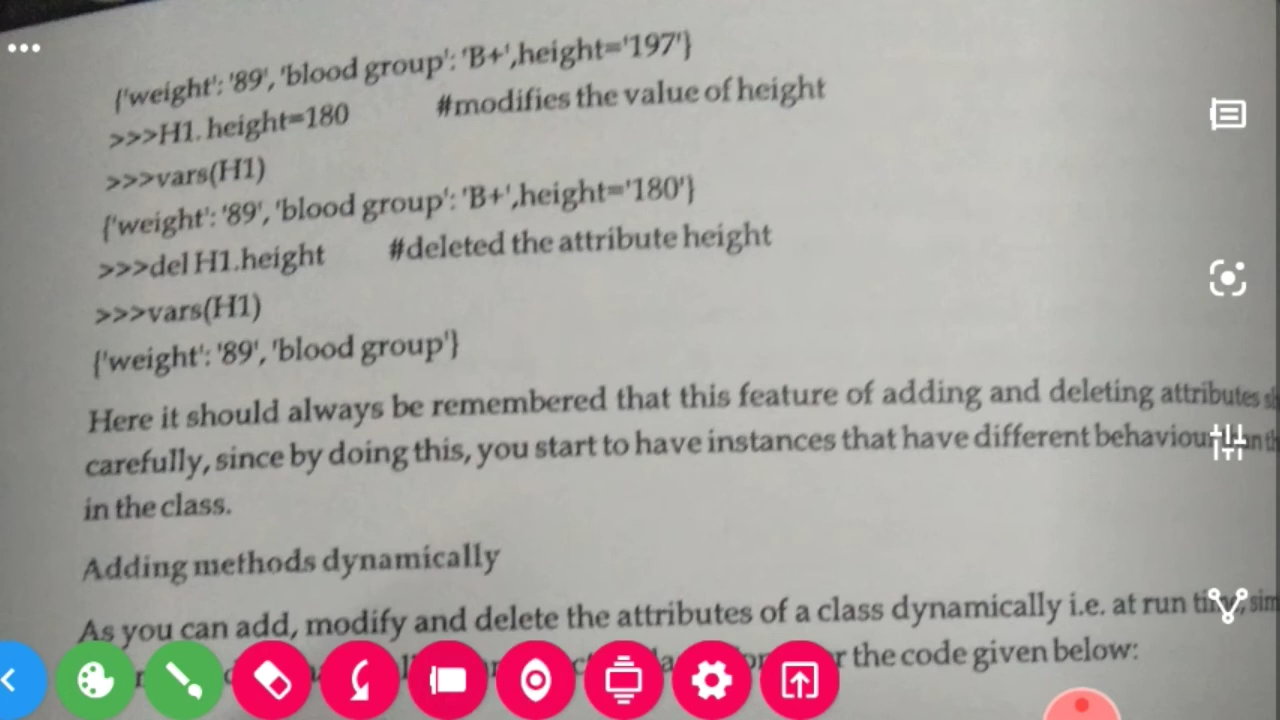 {'weight': '89', 'blood group': 'B+',height='197'}
>>>H1. height=180 #modifies the value of height
>>>vars(H1)
{'weight': '89', 'blood group': 'B+',height='180'}
>>>del H1.height #deleted the attribute height
>>>vars(H1)
{'weight': '89', 'blood group'}
Here it should always be remembered that this feature of adding and deleting attributes
carefully, since by doing this, you start to have instances that have different behaviour
in the class.
Adding methods dynamically
As you can add, modify and delete the attributes of a class dynamically i.e. at run time,
the code given below: